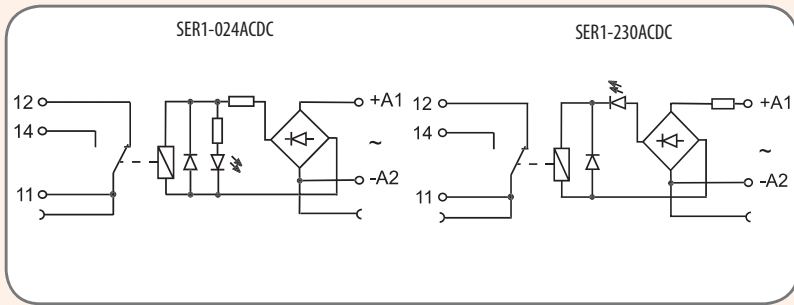 SER1-024ACDC
12
14
11
+A1
~
-A2
SER1-230ACDC
12
14
11
+A1
~
-A2